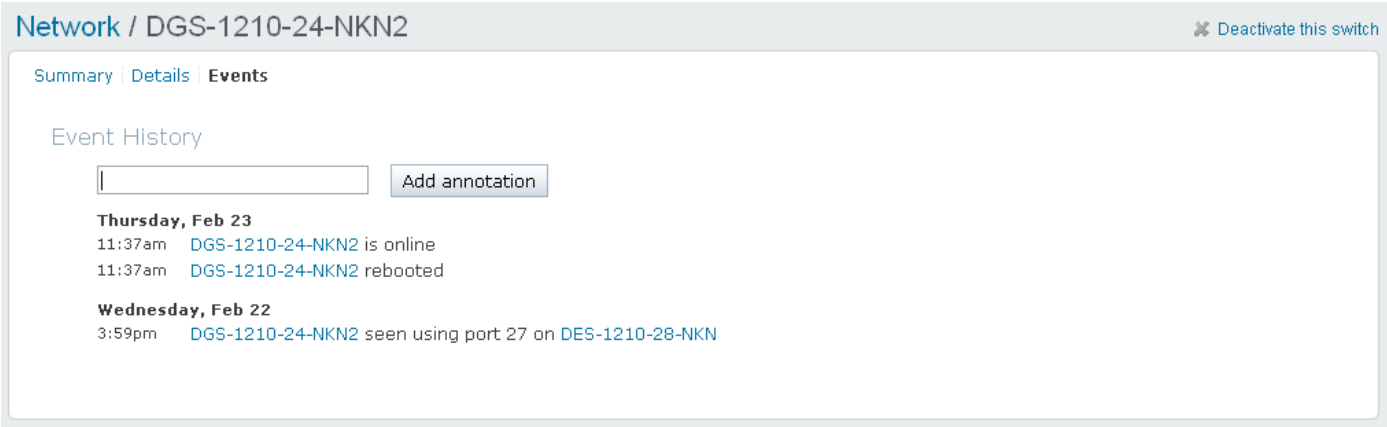 Network / DGS-1210-24-NKN2
Deactivate this switch
Summary Details Events
Event History
Add annotation
Thursday, Feb 23
11:37am DGS-1210-24-NKN2 is online
11:37am DGS-1210-24-NKN2 rebooted
Wednesday, Feb 22
3:59pm DGS-1210-24-NKN2 seen using port 27 on DES-1210-28-NKN